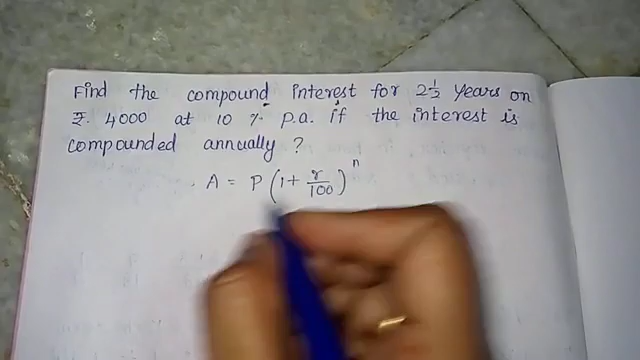 Find the compound interest for 2½ years on
₹. 4000 at 10 % p.a. if the interest is
compounded annually ?
A = P (1 + r/100)^n